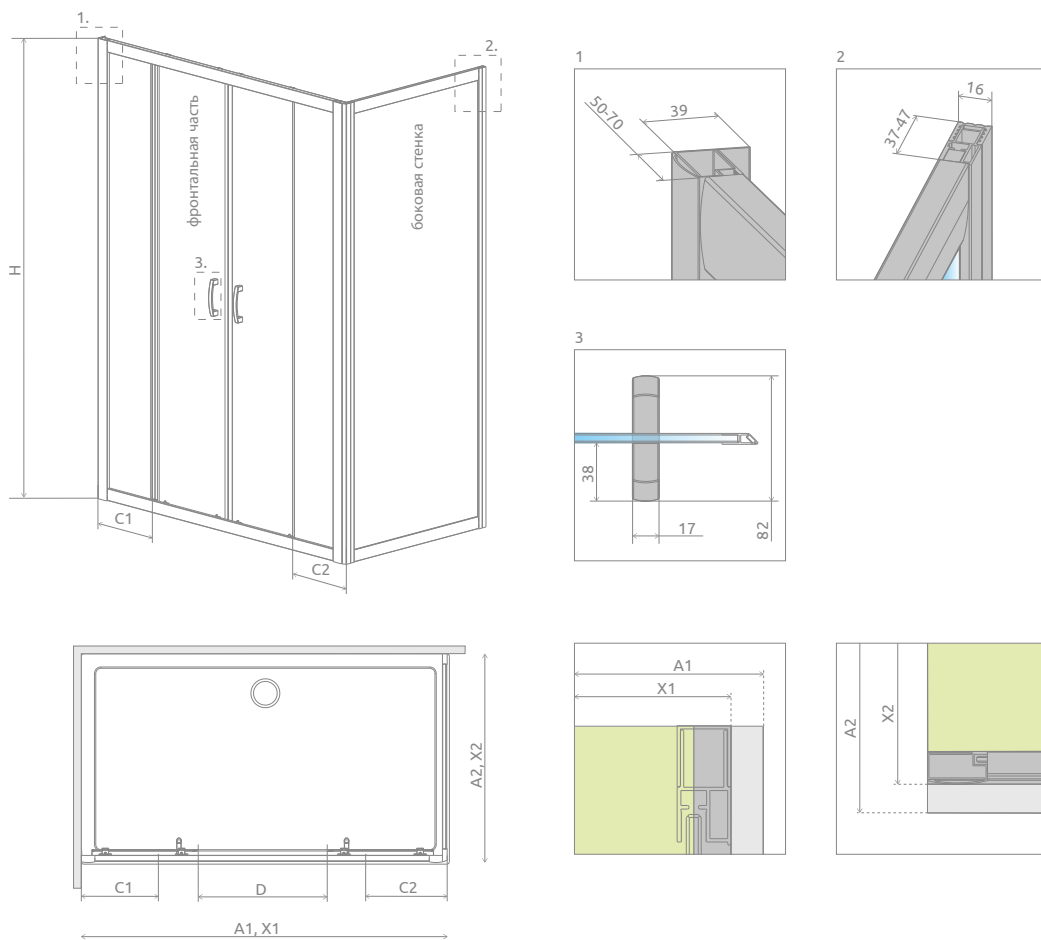 1.
2.
фронтальная часть
боковая стенка
3.
H
C1
C2
1
50-70
39
2
16
37-47
3
38
17
82
A2, X2
C1
D
C2
A1, X1
A1
X1
A2
X2